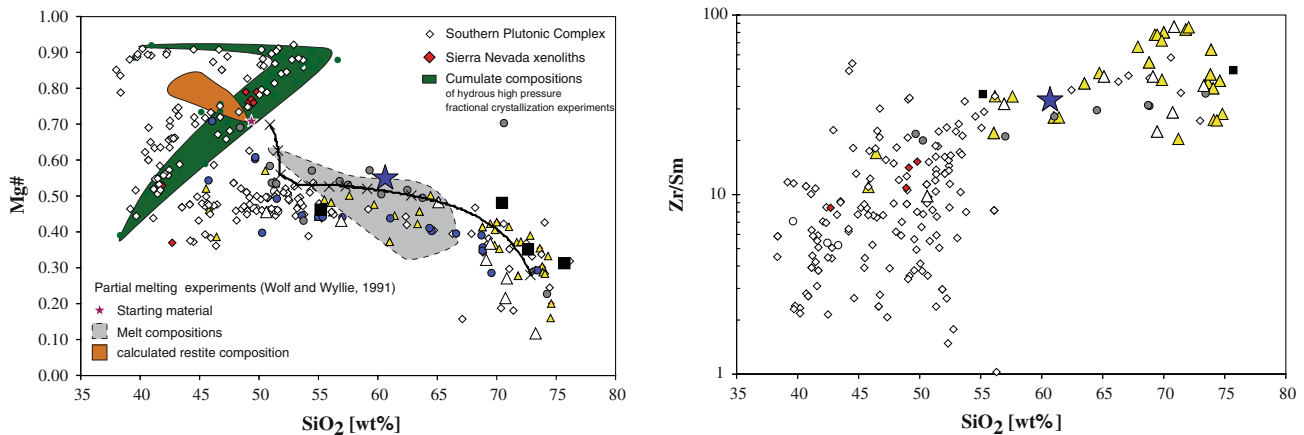 1.00
0.90
0.80
0.70
0.60
0.50
0.40
0.30
0.20
0.10
0.00
Mg#
Southern Plutonic Complex
Sierra Nevada xenoliths
Cumulate compositions
of hydrous high pressure
fractional crystallization experiments
Partial melting experiments (Wolf and Wyllie, 1991)
Starting material
Melt compositions
calculated restite composition
35 40 45 50 55 60 65 70 75 80
SiO2 [wt%]
100
10
1
Zr/Sm
35 40 45 50 55 60 65 70 75 80
SiO2 [wt%]